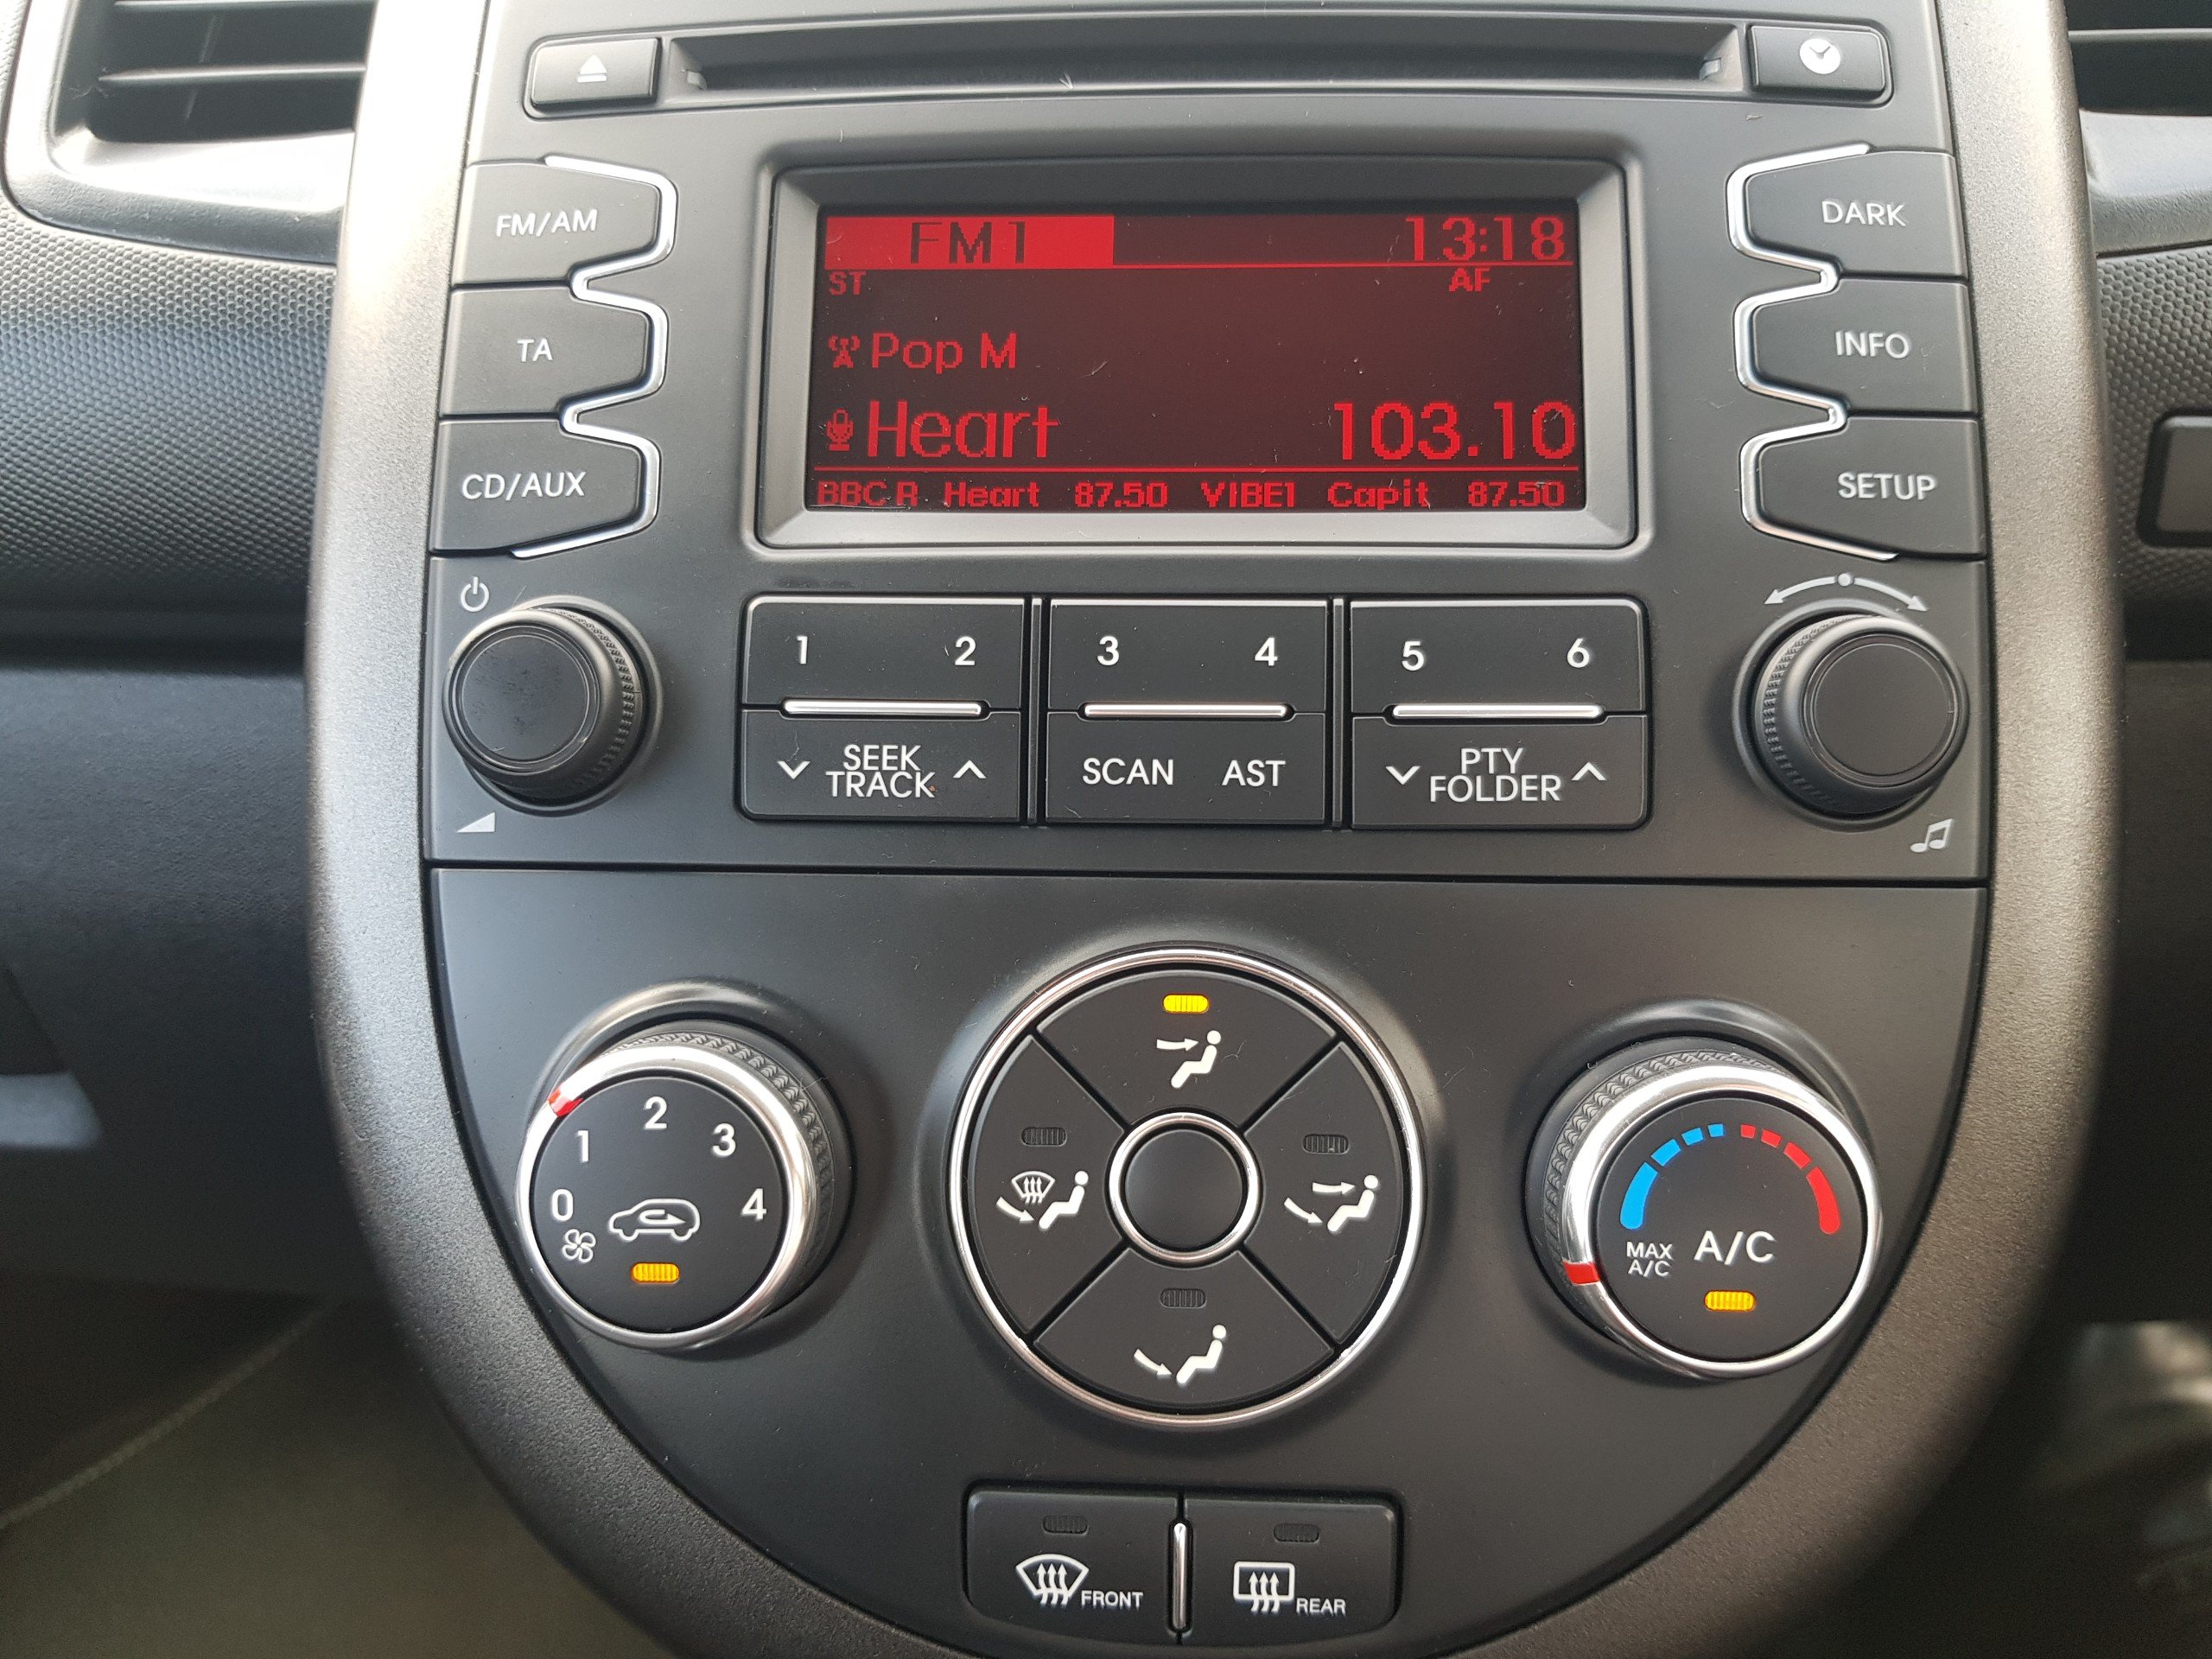 FM/AM
TA
CD/AUX
FM1 13:18
ST AF
Pop M
Heart 103.10
BBC R Heart 87.50 VIBE1 Capit 87.50
DARK
INFO
SETUP
1 2 3 4 5 6
SEEK
TRACK
SCAN AST
PTY
FOLDER
0 1 2 3 4
MAX
A/C
A/C
FRONT
REAR